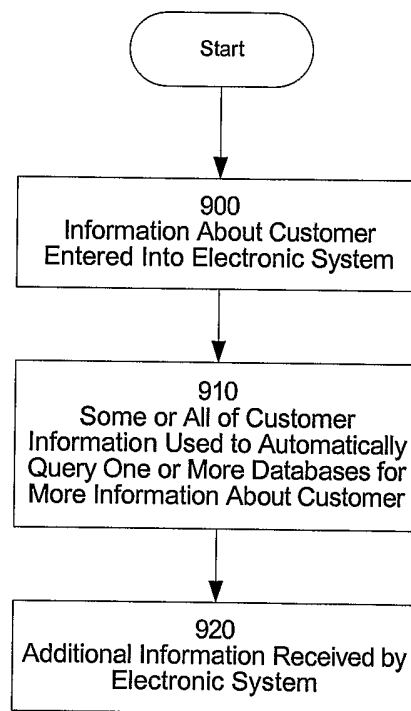 Start
900
Information About Customer
Entered Into Electronic System
910
Some or All of Customer
Information Used to Automatically
Query One or More Databases for
More Information About Customer
920
Additional Information Received by
Electronic System